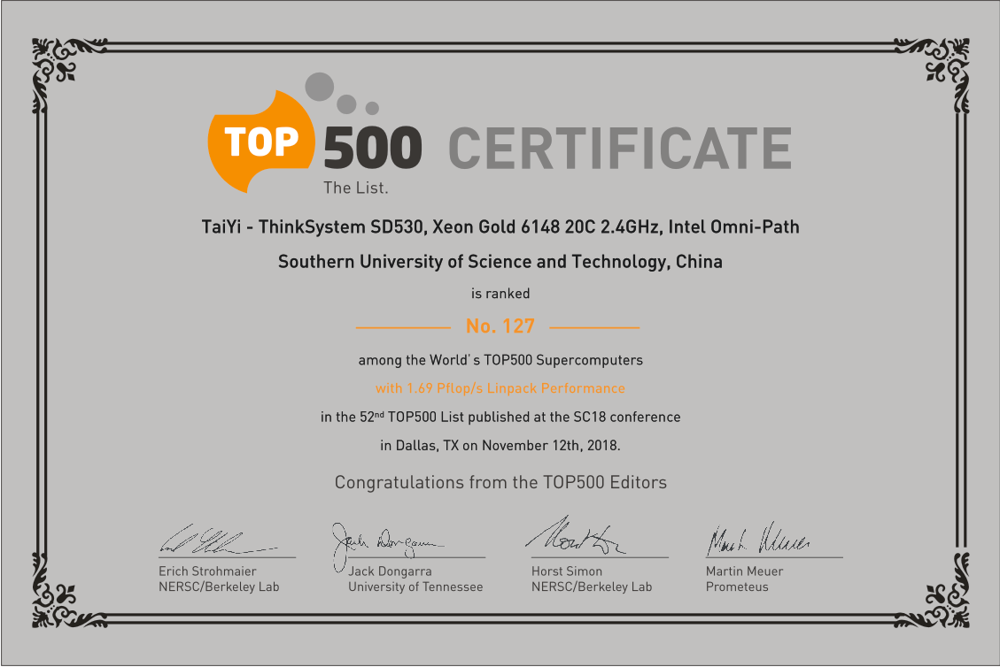 TOP 500 CERTIFICATE
The List.
TaiYi - ThinkSystem SD530, Xeon Gold 6148 20C 2.4GHz, Intel Omni-Path
Southern University of Science and Technology, China
is ranked
No. 127
among the World's TOP500 Supercomputers
with 1.69 Pflop/s Linpack Performance
in the 52nd TOP500 List published at the SC18 conference
in Dallas, TX on November 12th, 2018.
Congratulations from the TOP500 Editors
Jack Dongarra
Erich Strohmaier
NERSC/Berkeley Lab
Jack Dongarra
University of Tennessee
Horst Simon
NERSC/Berkeley Lab
Martin Meuer
Prometeus